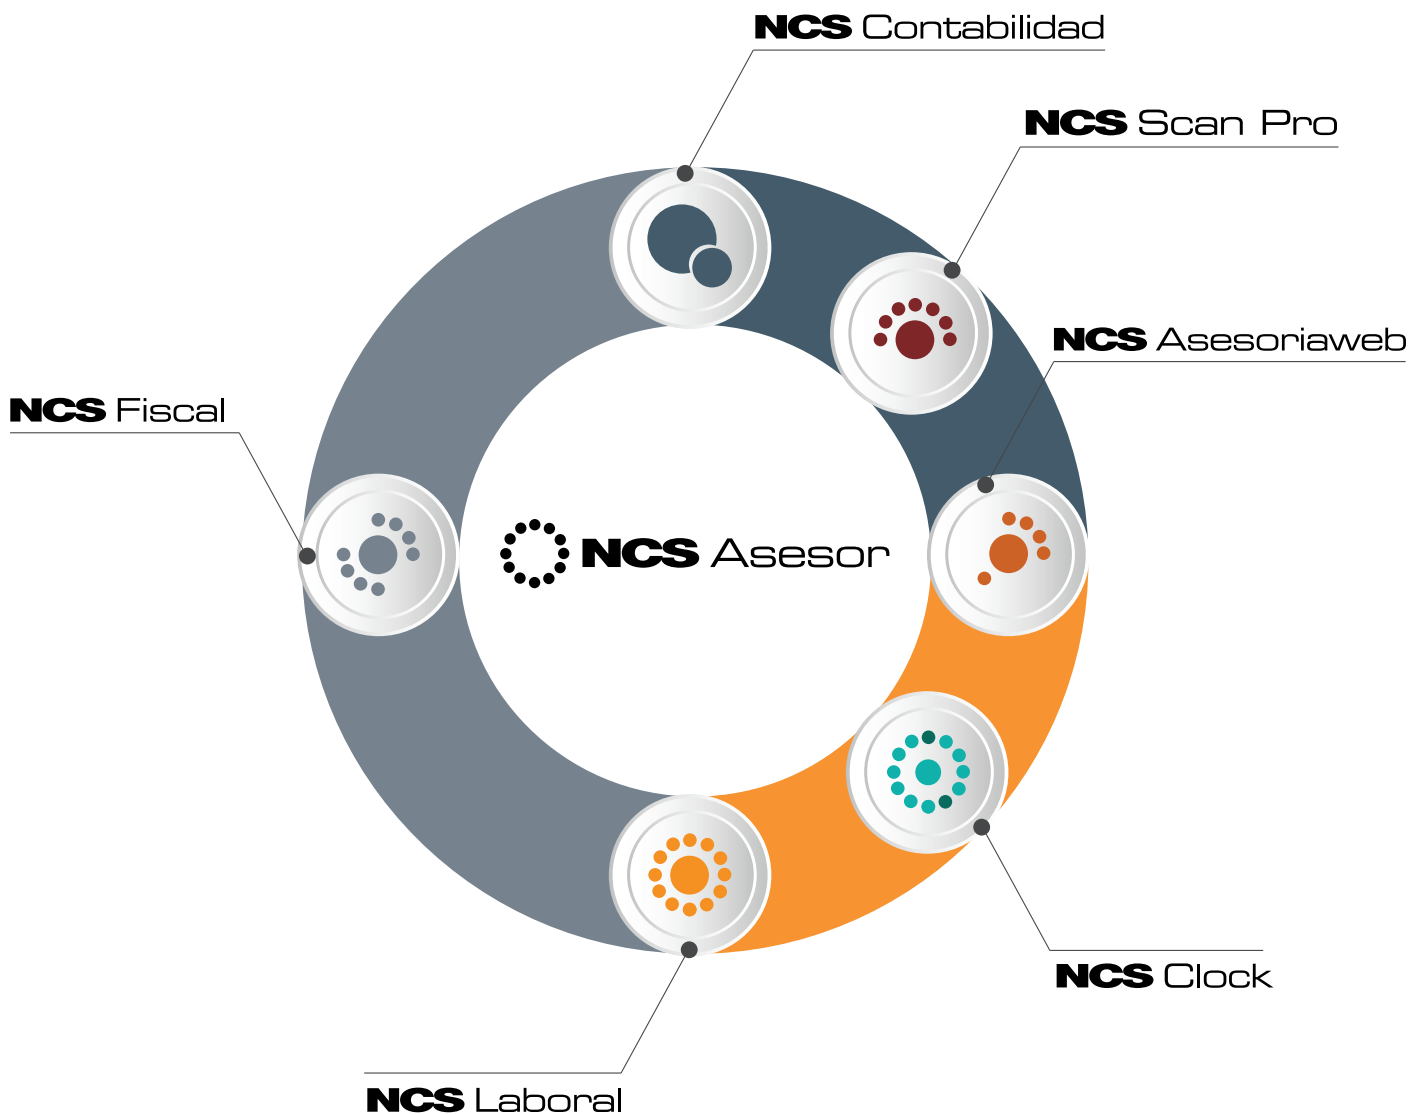 NCS Contabilidad
NCS Scan Pro
NCS Asesoriaweb
NCS Fiscal
NCS Asesor
NCS Clock
NCS Laboral